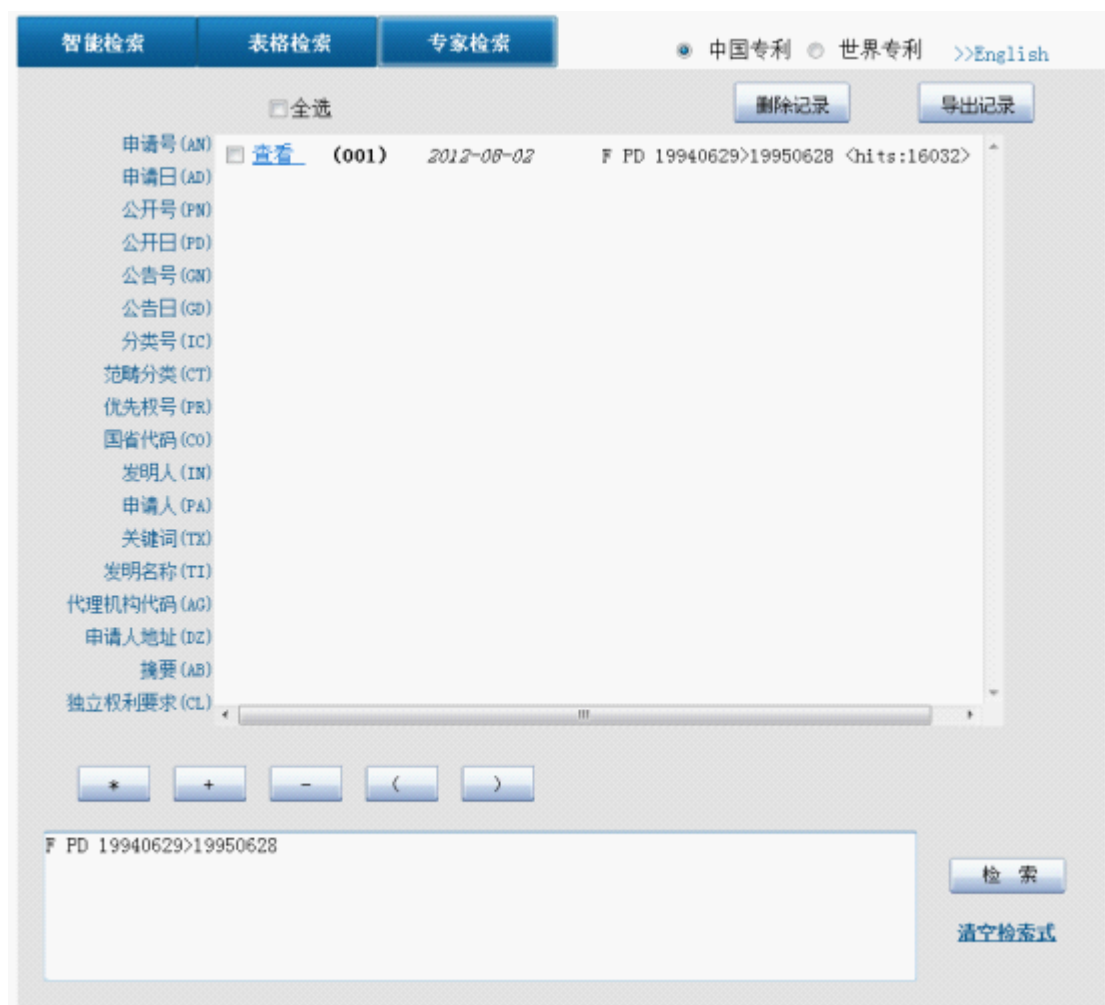 智能检索 表格检索 专家检索 中国专利 世界专利 >>English
全选 删除记录 导出记录
申请号(AN)
查看 (001) 2012-08-02 F PD 19940629>19950628 <hits:16032>
申请日(AD)
公开号(PN)
公开日(PD)
公告号(GN)
公告日(GD)
分类号(IC)
范畴分类(CT)
优先权号(PR)
国省代码(CO)
发明人(IN)
申请人(PA)
关键词(TX)
发明名称(TI)
代理机构代码(AG)
申请人地址(DZ)
摘要(AB)
独立权利要求(CL)
* + - ( )
F PD 19940629>19950628
检 索
清空检索式